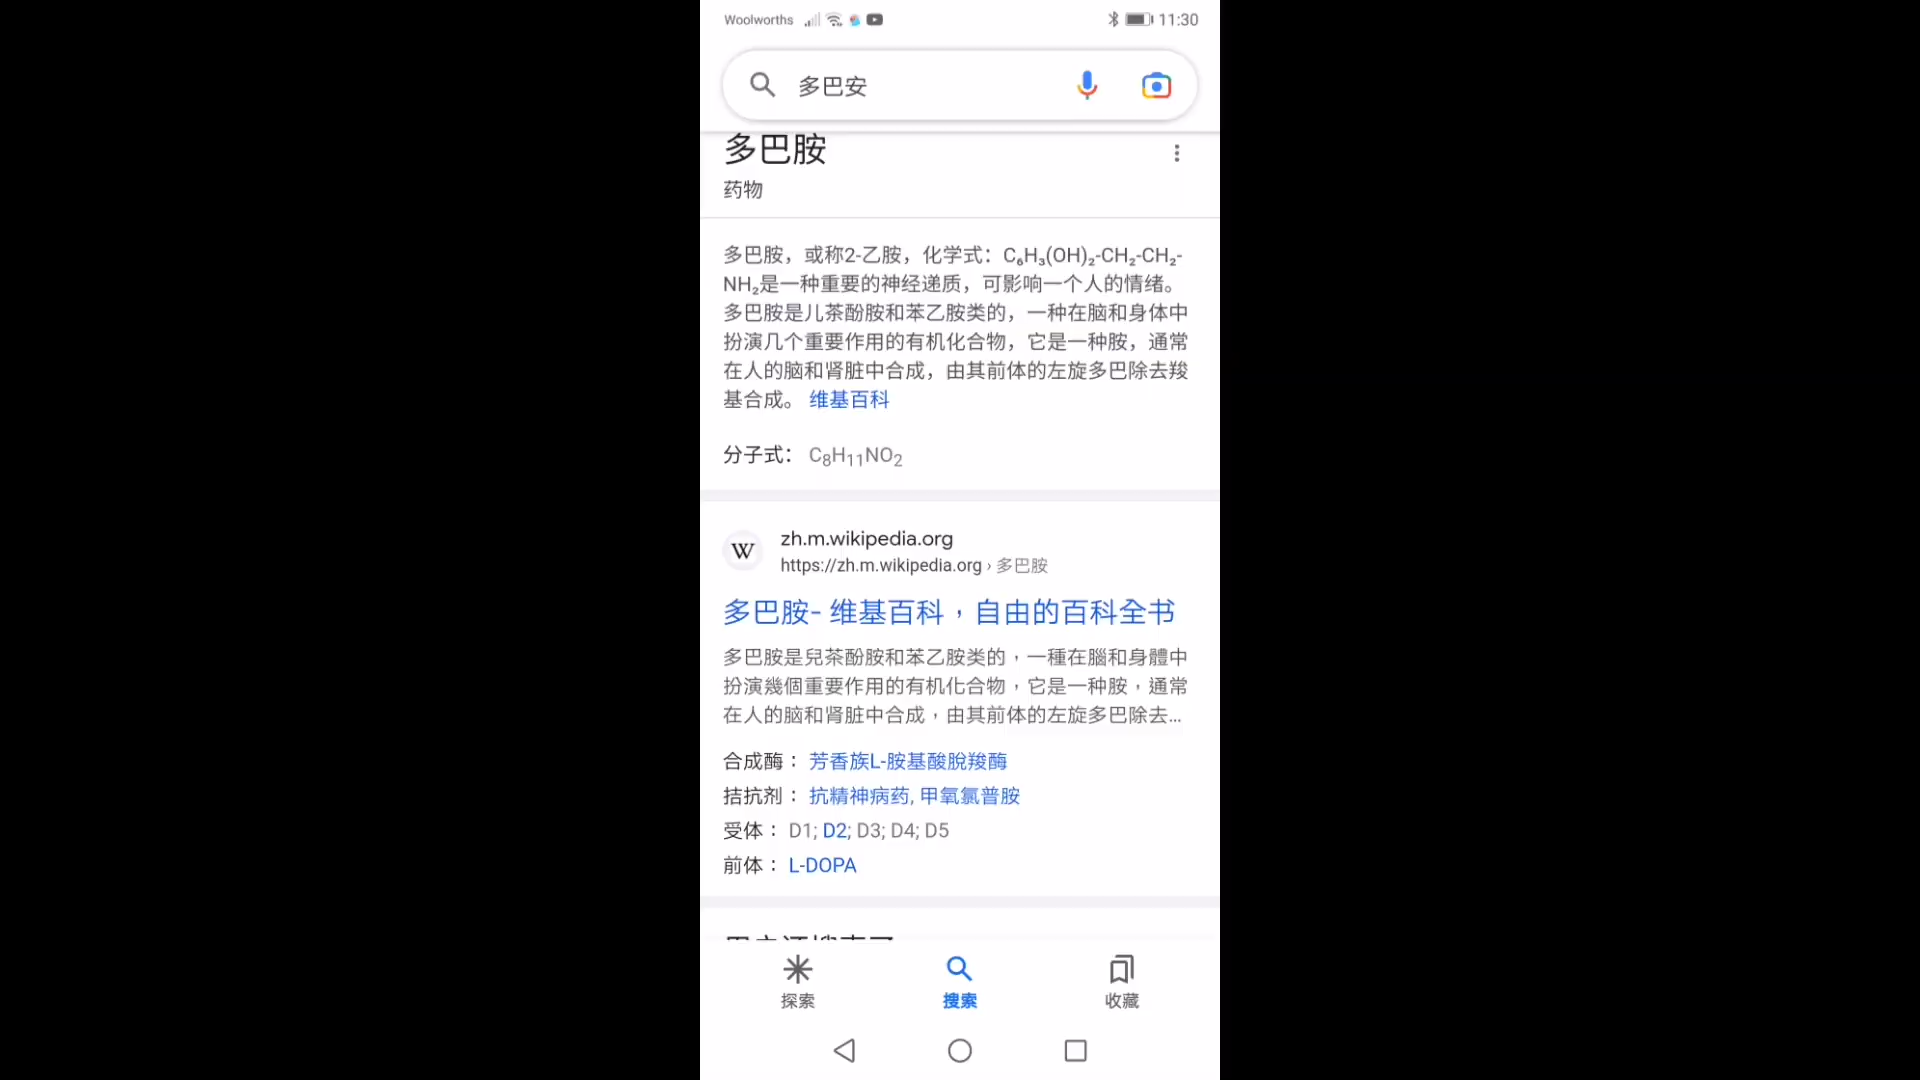 Woolworths 11:30
多巴安
多巴胺
药物
多巴胺，或称2-乙胺，化学式：C₆H₃(OH)₂-CH₂-CH₂-
NH₂是一种重要的神经递质，可影响一个人的情绪。
多巴胺是儿茶酚胺和苯乙胺类的，一种在脑和身体中
扮演几个重要作用的有机化合物，它是一种胺，通常
在人的脑和肾脏中合成，由其前体的左旋多巴除去羧
基合成。 维基百科
分子式： C₈H₁₁NO₂
W zh.m.wikipedia.org
https://zh.m.wikipedia.org › 多巴胺
多巴胺- 维基百科，自由的百科全书
多巴胺是兒茶酚胺和苯乙胺类的，一種在腦和身體中
扮演幾個重要作用的有机化合物，它是一种胺，通常
在人的脑和肾脏中合成，由其前体的左旋多巴除去...
合成酶： 芳香族L-胺基酸脫羧酶
拮抗剂： 抗精神病药, 甲氧氯普胺
受体： D1; D2; D3; D4; D5
前体： L-DOPA
探索 搜索 收藏